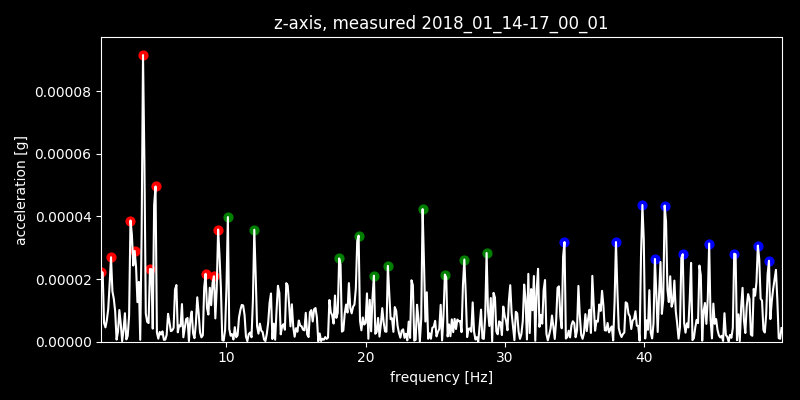 z-axis, measured 2018_01_14-17_00_01
0.00008
0.00006
0.00004
0.00002
0.00000
acceleration [g]
10 20 30 40
frequency [Hz]